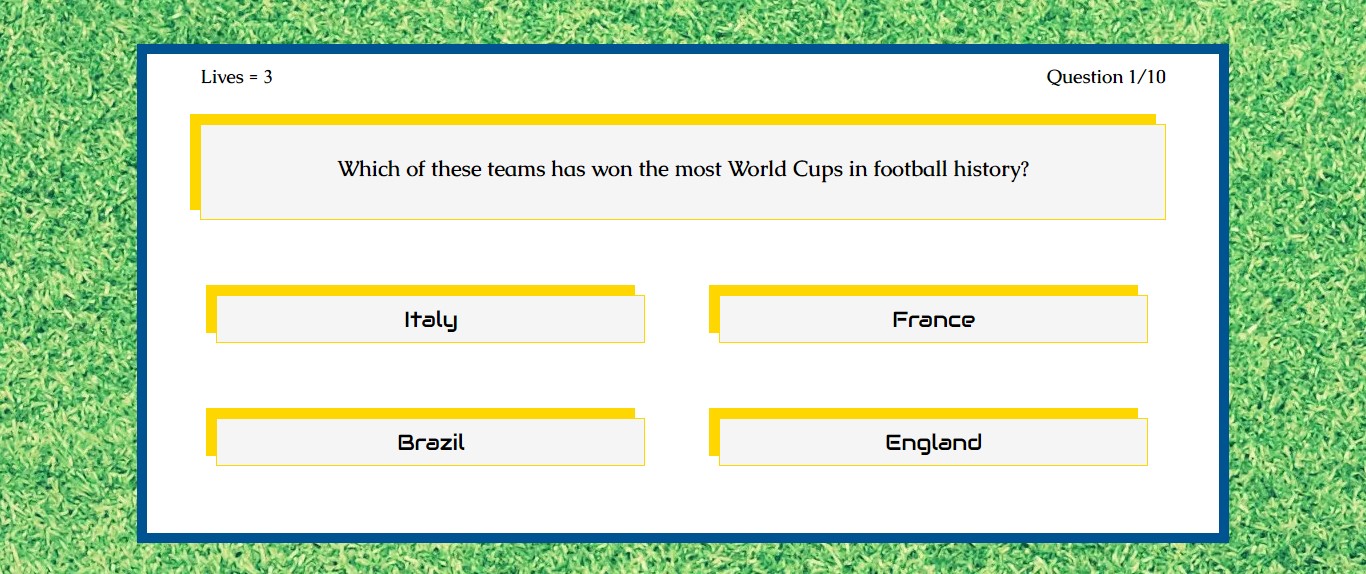 Lives = 3
Question 1/10
Which of these teams has won the most World Cups in football history?
Italy
France
Brazil
England